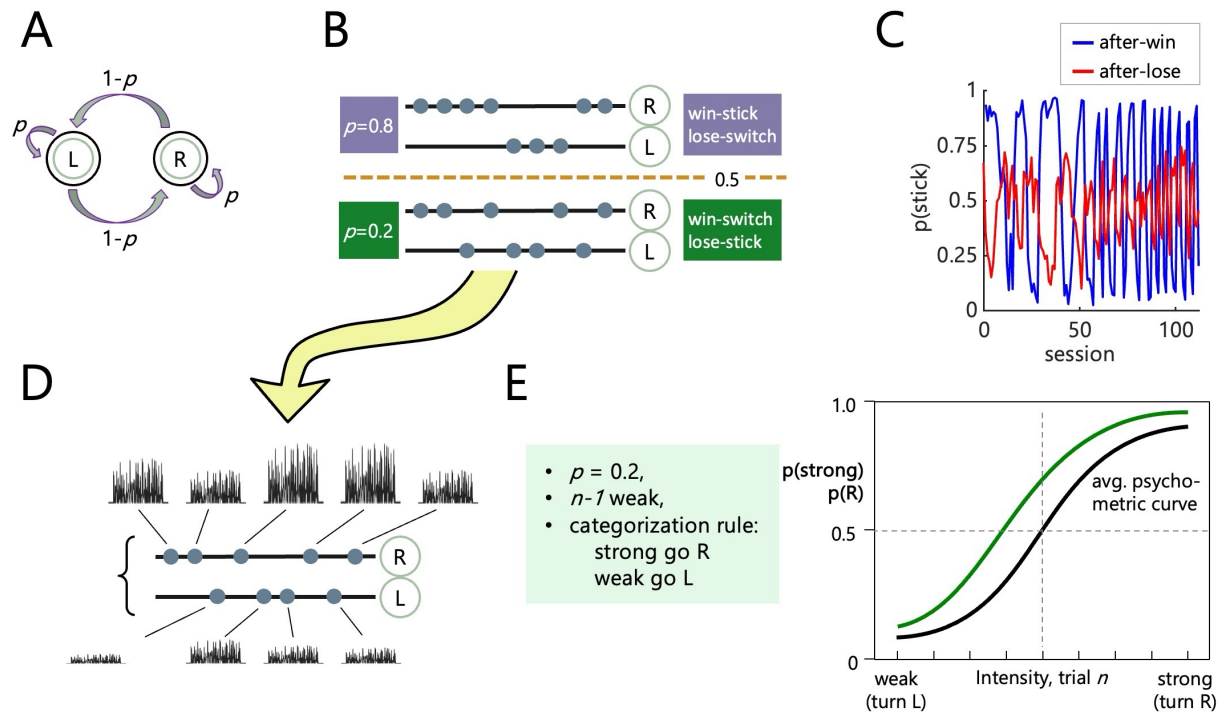 A
1-p
p
L
R
p
1-p
B
p=0.8
R
L
win-stick
lose-switch
0.5
p=0.2
R
L
win-switch
lose-stick
C
after-win
after-lose
1
0.75
0.5
0.25
0
p(stick)
0
50
100
session
D
R
L
E
• p = 0.2,
• n-1 weak,
• categorization rule:
strong go R
weak go L
1.0
p(strong)
p(R)
0.5
0
avg. psycho-
metric curve
weak
(turn L)
Intensity, trial n
strong
(turn R)